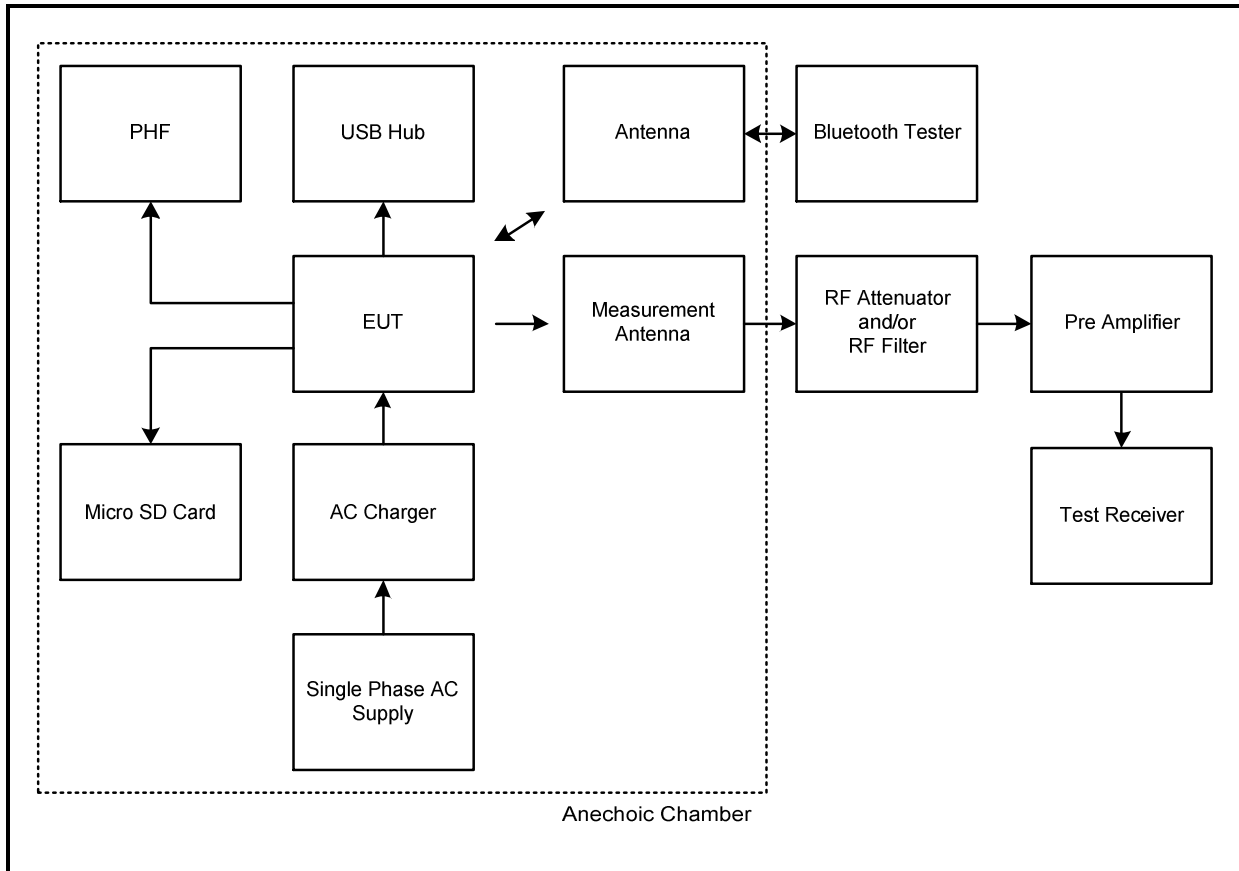 PHF
USB Hub
Antenna
Bluetooth Tester
EUT
Measurement
Antenna
RF Attenuator
and/or
RF Filter
Pre Amplifier
Micro SD Card
AC Charger
Test Receiver
Single Phase AC
Supply
Anechoic Chamber